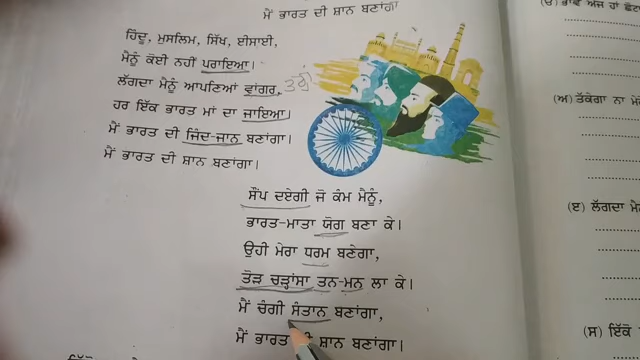 ਮੈਂ ਭਾਰਤ ਦੀ ਸ਼ਾਨ ਬਣਾਂਗਾ
ਹਿੰਦੂ, ਮੁਸਲਿਮ, ਸਿੱਖ, ਈਸਾਈ,
ਮੈਨੂੰ ਕੋਈ ਨਹੀਂ ਪਰਾਇਆ।
ਲੱਗਦਾ ਮੈਨੂੰ ਆਪਣਿਆਂ ਵਾਂਗਰ,
ਹਰ ਇੱਕ ਭਾਰਤ ਮਾਂ ਦਾ ਜਾਇਆ।
ਮੈਂ ਭਾਰਤ ਦੀ ਜਿੰਦ-ਜਾਨ ਬਣਾਂਗਾ।
ਮੈਂ ਭਾਰਤ ਦੀ ਸ਼ਾਨ ਬਣਾਂਗਾ।
ਸੌਂਪ ਦਏਗੀ ਜੋ ਕੰਮ ਮੈਨੂੰ,
ਭਾਰਤ-ਮਾਤਾ ਯੋਗ ਬਣਾ ਕੇ।
ਉਹੀ ਮੇਰਾ ਧਰਮ ਬਣੇਗਾ,
ਤੋੜ ਚੜ੍ਹਾਂਸਾ ਤਨ-ਮਨ ਲਾ ਕੇ।
ਮੈਂ ਚੰਗੀ ਸੰਤਾਨ ਬਣਾਂਗਾ,
ਮੈਂ ਭਾਰਤ ਦੀ ਸ਼ਾਨ ਬਣਾਂਗਾ।
(ਅ) ਤੱਕੇਗਾ ਨਾ ਮੇ
(ੲ) ਲੱਗਦਾ ਮੈ
(ਸ) ਇੱਕੋ